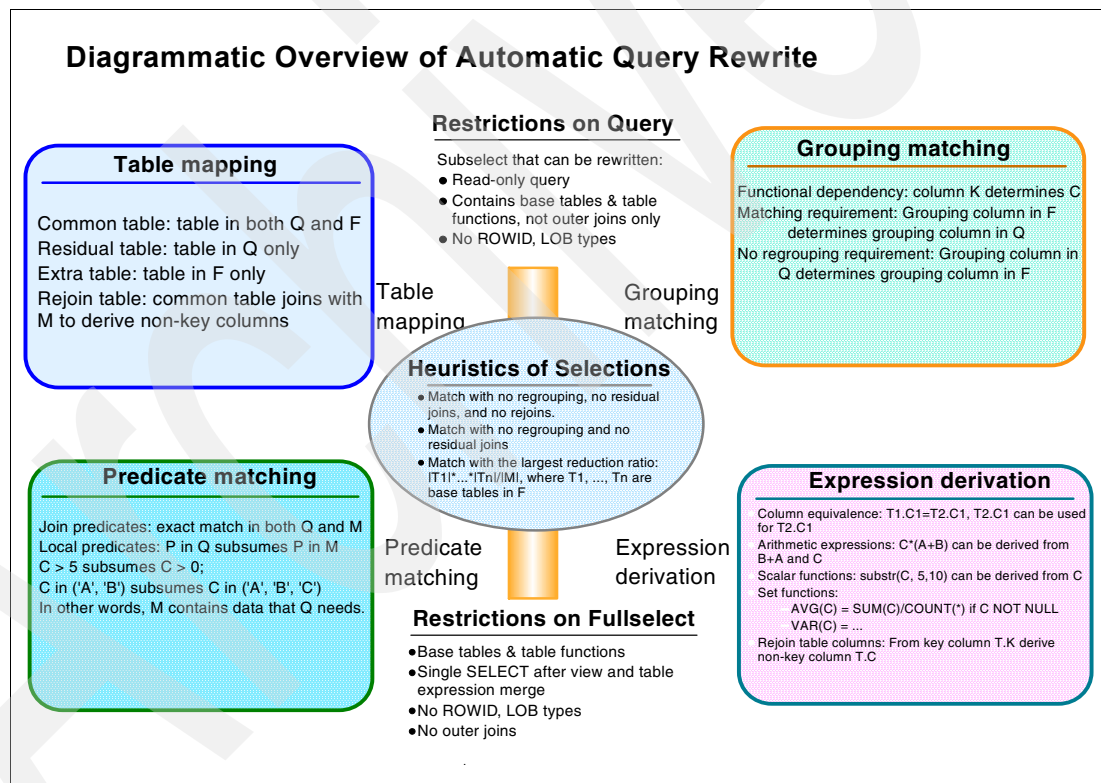 Diagrammatic Overview of Automatic Query Rewrite
Restrictions on Query
Subselect that can be rewritten:
● Read-only query
● Contains base tables & table
functions, not outer joins only
● No ROWID, LOB types
Table mapping
Common table: table in both Q and F
Residual table: table in Q only
Extra table: table in F only
Rejoin table: common table joins with
M to derive non-key columns
Grouping matching
Functional dependency: column K determines C
Matching requirement: Grouping column in F
determines grouping column in Q
No regrouping requirement: Grouping column in
Q determines grouping column in F
Table
mapping
Grouping
matching
Heuristics of Selections
● Match with no regrouping, no residual
joins, and no rejoins.
● Match with no regrouping and no
residual joins
● Match with the largest reduction ratio:
|T1|*...*|Tn|/|M|, where T1, ..., Tn are
base tables in F
Predicate matching
Join predicates: exact match in both Q and M
Local predicates: P in Q subsumes P in M
C > 5 subsumes C > 0;
C in ('A', 'B') subsumes C in ('A', 'B', 'C')
In other words, M contains data that Q needs.
Predicate
matching
Expression
derivation
Expression derivation
Column equivalence: T1.C1=T2.C1, T2.C1 can be used
for T2.C1
Arithmetic expressions: C*(A+B) can be derived from
B+A and C
Scalar functions: substr(C, 5,10) can be derived from C
Set functions:
– AVG(C) = SUM(C)/COUNT(*) if C NOT NULL
– VAR(C) = ...
Rejoin table columns: From key column T.K derive
non-key column T.C
Restrictions on Fullselect
● Base tables & table functions
● Single SELECT after view and table
expression merge
● No ROWID, LOB types
● No outer joins